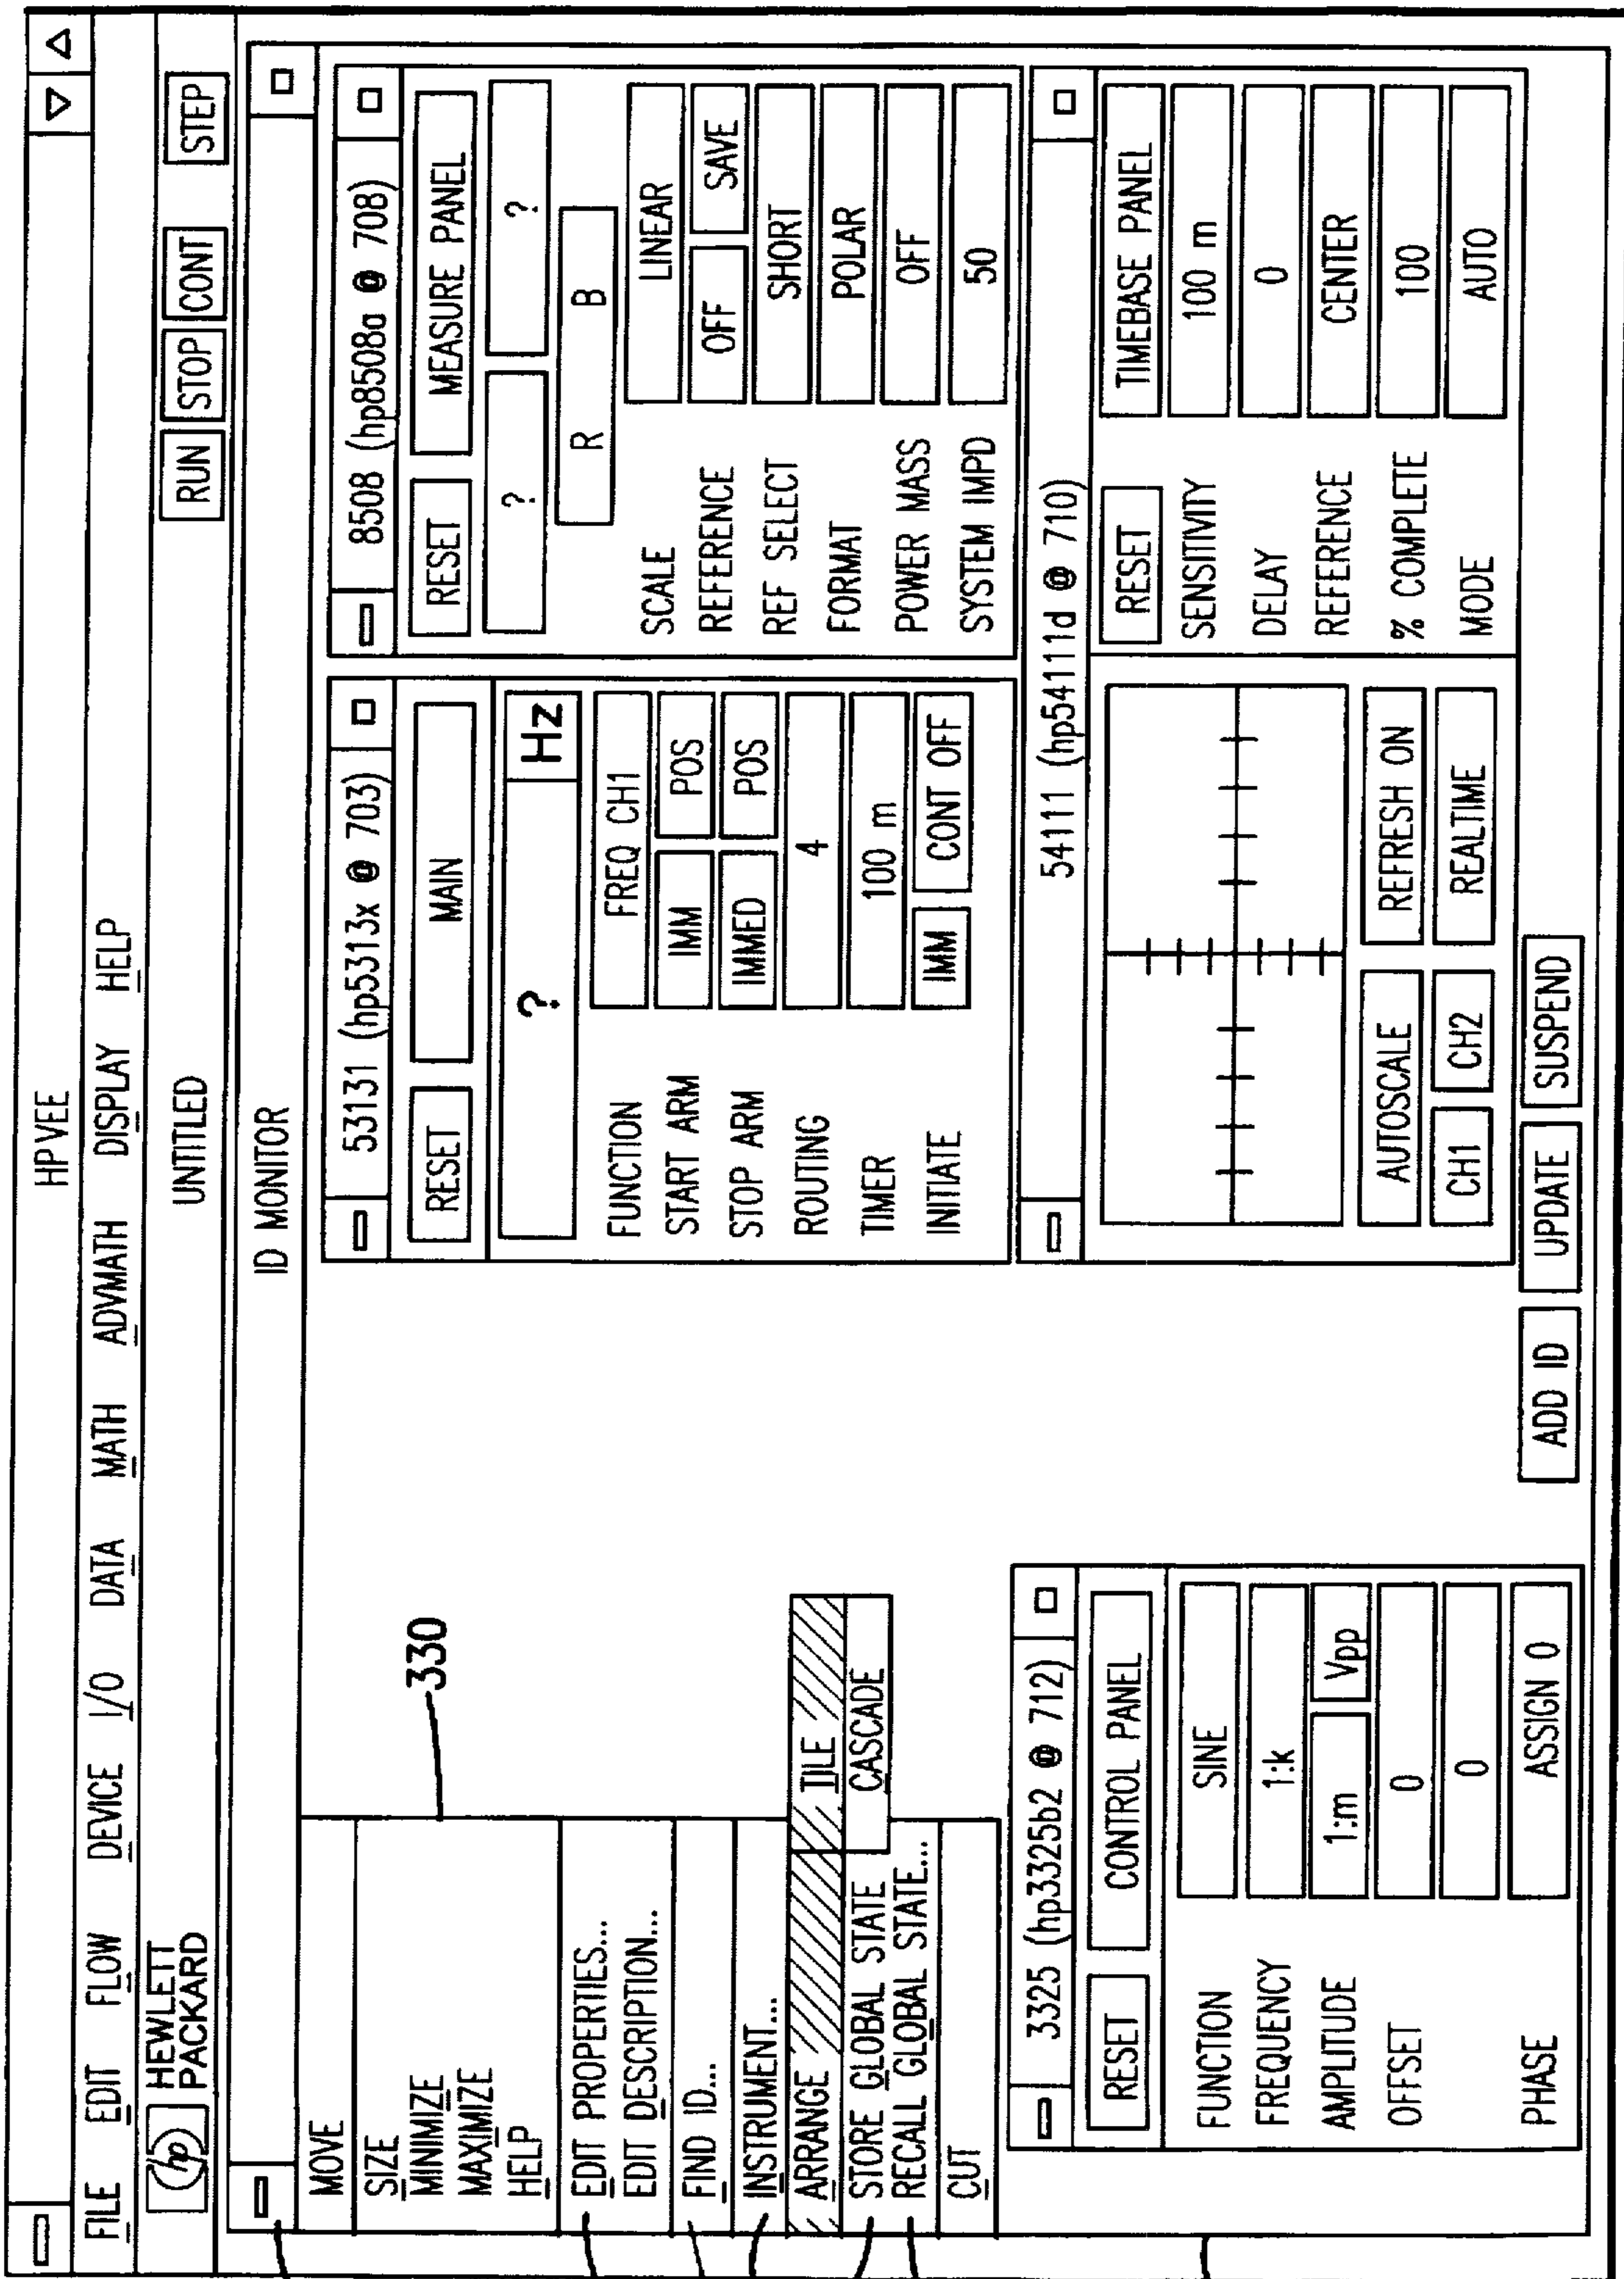 HP VEE
FILE EDIT FLOW DEVICE I/O DATA MATH ADVMATH DISPLAY HELP
hp HEWLETT PACKARD
UNTITLED
RUN STOP CONT STEP
ID MONITOR
MOVE
SIZE
MINIMIZE
MAXIMIZE
HELP
330
EDIT PROPERTIES...
EDIT DESCRIPTION...
FIND ID...
INSTRUMENT...
ARRANGE TILE
CASCADE
STORE GLOBAL STATE
RECALL GLOBAL STATE...
CUT
53131 (hp5313x @ 703)
RESET MAIN
? Hz
FUNCTION FREQ CH1
START ARM IMM POS
STOP ARM IMMED POS
ROUTING 4
TIMER 100 m
INITIATE IMM CONT OFF
8508 (hp8508a @ 708)
RESET MEASURE PANEL
? ?
R B
SCALE LINEAR
REFERENCE OFF SAVE
REF SELECT SHORT
FORMAT POLAR
POWER MASS OFF
SYSTEM IMPD 50
3325 (hp3325b2 @ 712)
RESET CONTROL PANEL
FUNCTION SINE
FREQUENCY 1:k
AMPLITUDE 1:m Vpp
OFFSET 0
0
PHASE ASSIGN 0
54111 (hp54111d @ 710)
AUTOSCALE REFRESH ON
CH1 CH2 REALTIME
RESET TIMEBASE PANEL
SENSITIVITY 100 m
DELAY 0
REFERENCE CENTER
% COMPLETE 100
MODE AUTO
ADD ID UPDATE SUSPEND